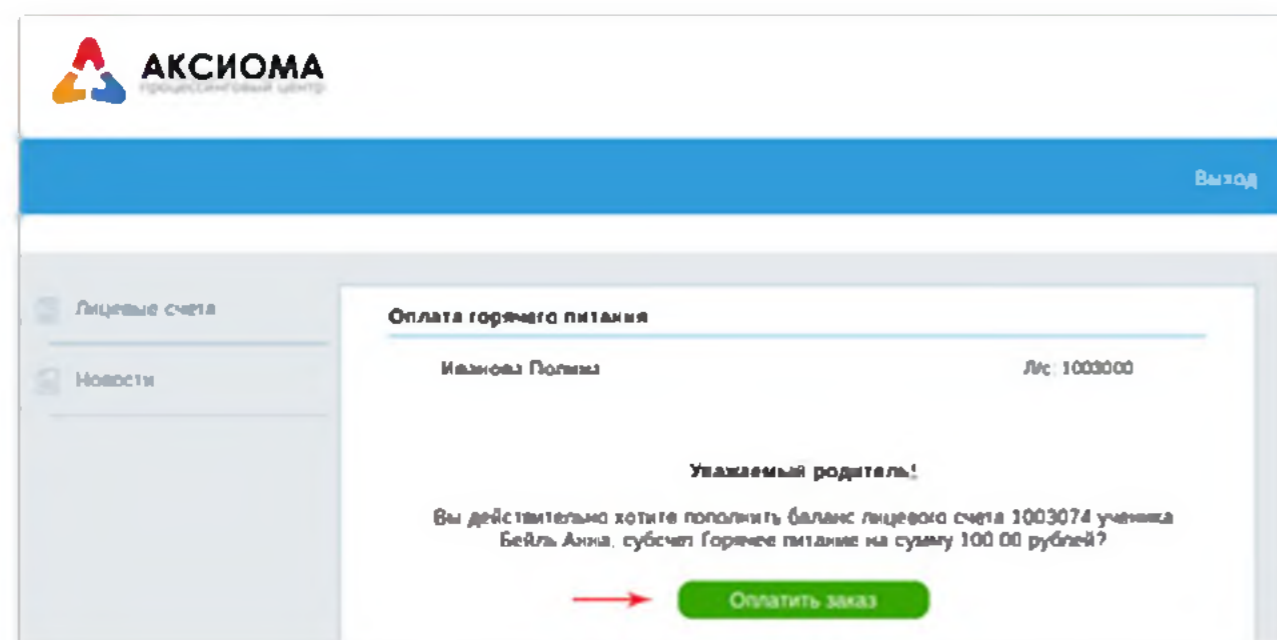 АКСИОМА
процессинговый центр
Выход
Лицевые счета
Оплата горячего питания
Иванова Полина
Л/с: 1003000
Новости
Уважаемый родитель!
Вы действительно хотите пополнить баланс лицевого счета 1003074 ученика
Бейль Анна, субсчет Горячее питание на сумму 100.00 рублей?
Оплатить заказ